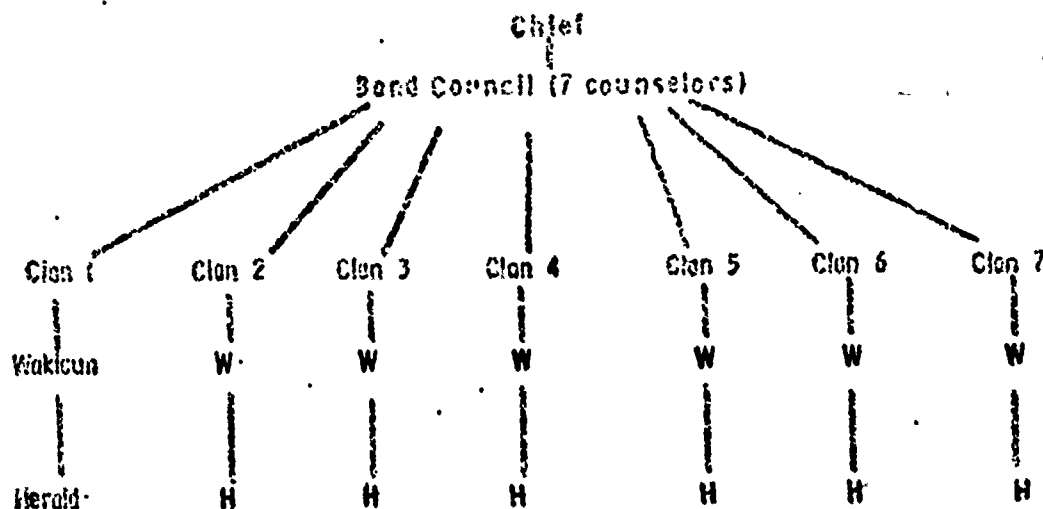 Chief
Band Council (7 counselors)
Clan 1 Clan 2 Clan 3 Clan 4 Clan 5 Clan 6 Clan 7
Wakicun W W W W W W
Herald H H H H H H